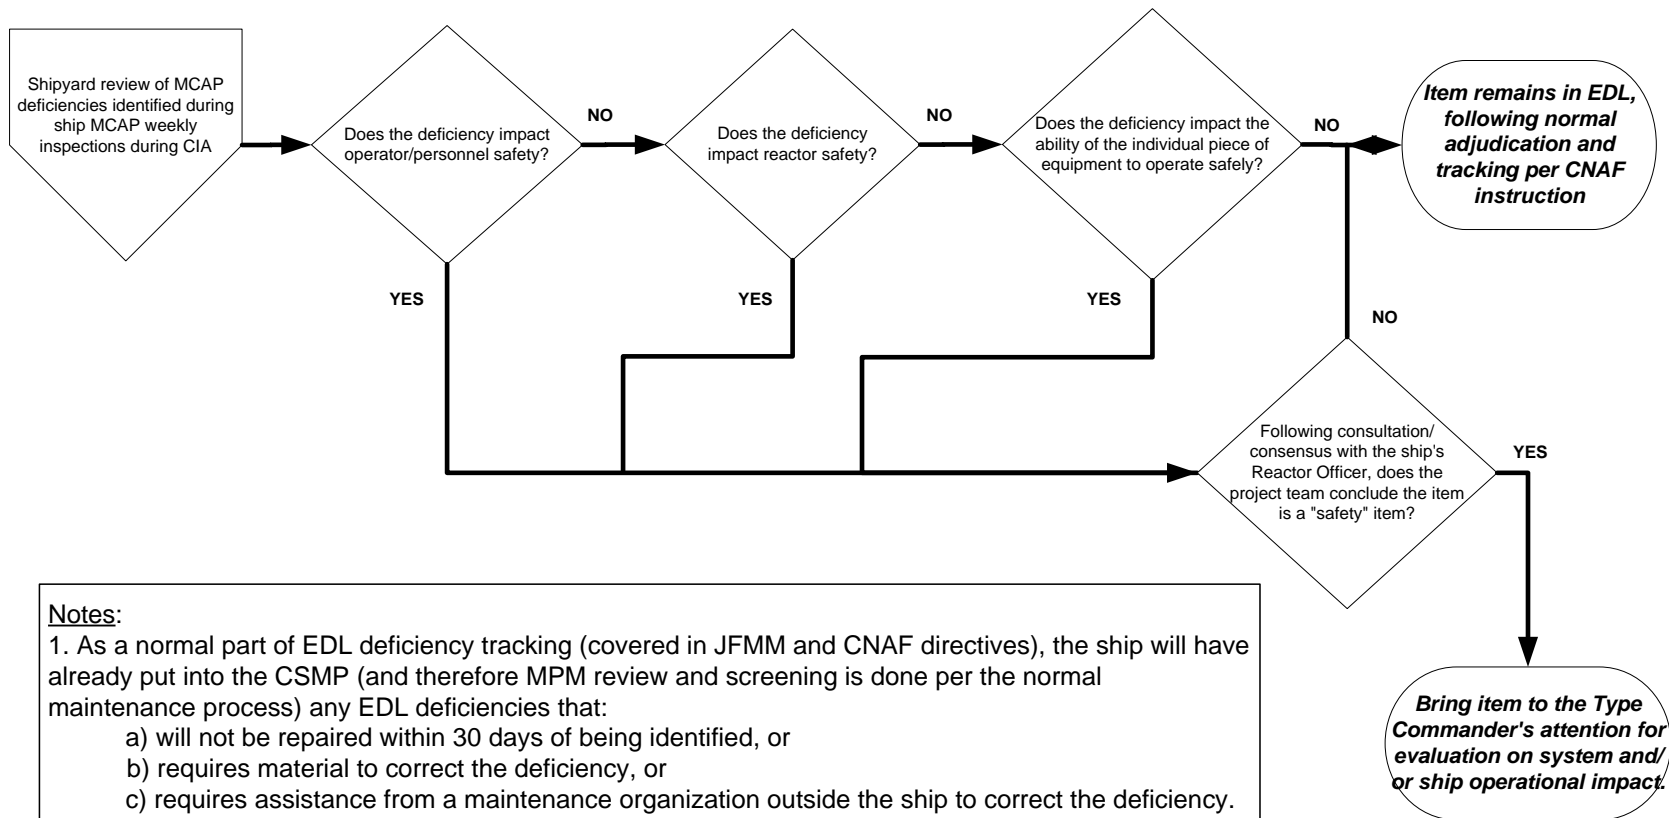 Shipyard review of MCAP
deficiencies identified during
ship MCAP weekly
inspections during CIA
Does the deficiency impact
operator/personnel safety?
NO
YES
Does the deficiency
impact reactor safety?
NO
YES
Does the deficiency impact the
ability of the individual piece of
equipment to operate safely?
NO
YES
Item remains in EDL,
following normal
adjudication and
tracking per CNAF
instruction
NO
Following consultation/
consensus with the ship's
Reactor Officer, does the
project team conclude the item
is a "safety" item?
YES
Bring item to the Type
Commander's attention for
evaluation on system and/
or ship operational impact.
Notes:
1. As a normal part of EDL deficiency tracking (covered in JFMM and CNAF directives), the ship will have
already put into the CSMP (and therefore MPM review and screening is done per the normal
maintenance process) any EDL deficiencies that:
a) will not be repaired within 30 days of being identified, or
b) requires material to correct the deficiency, or
c) requires assistance from a maintenance organization outside the ship to correct the deficiency.